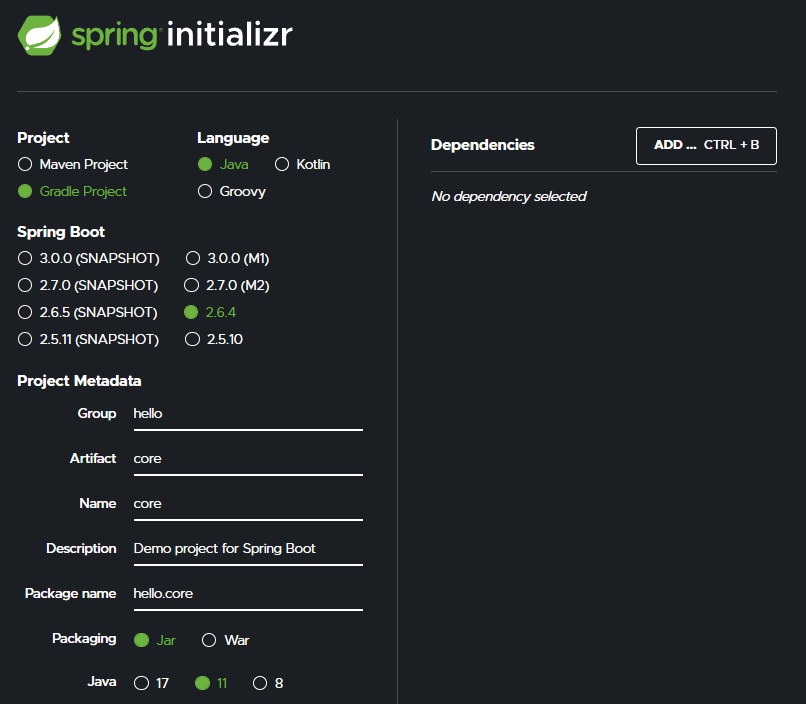 spring initializr
Project
Maven Project
Gradle Project
Language
Java Kotlin
Groovy
Spring Boot
3.0.0 (SNAPSHOT) 3.0.0 (M1)
2.7.0 (SNAPSHOT) 2.7.0 (M2)
2.6.5 (SNAPSHOT) 2.6.4
2.5.11 (SNAPSHOT) 2.5.10
Project Metadata
Group hello
Artifact core
Name core
Description Demo project for Spring Boot
Package name hello.core
Packaging Jar War
Java 17 11 8
Dependencies
ADD ... CTRL + B
No dependency selected